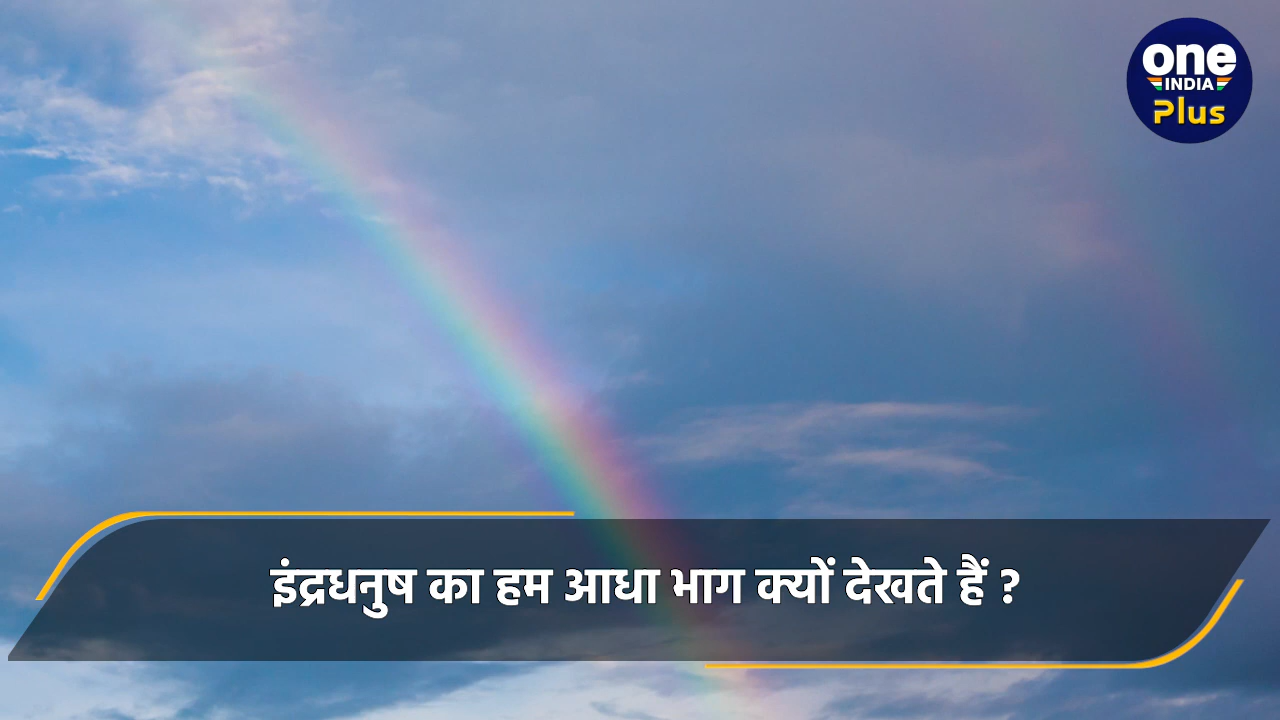 one
INDIA
Plus
इंद्रधनुष का हम आधा भाग क्यों देखते हैं ?